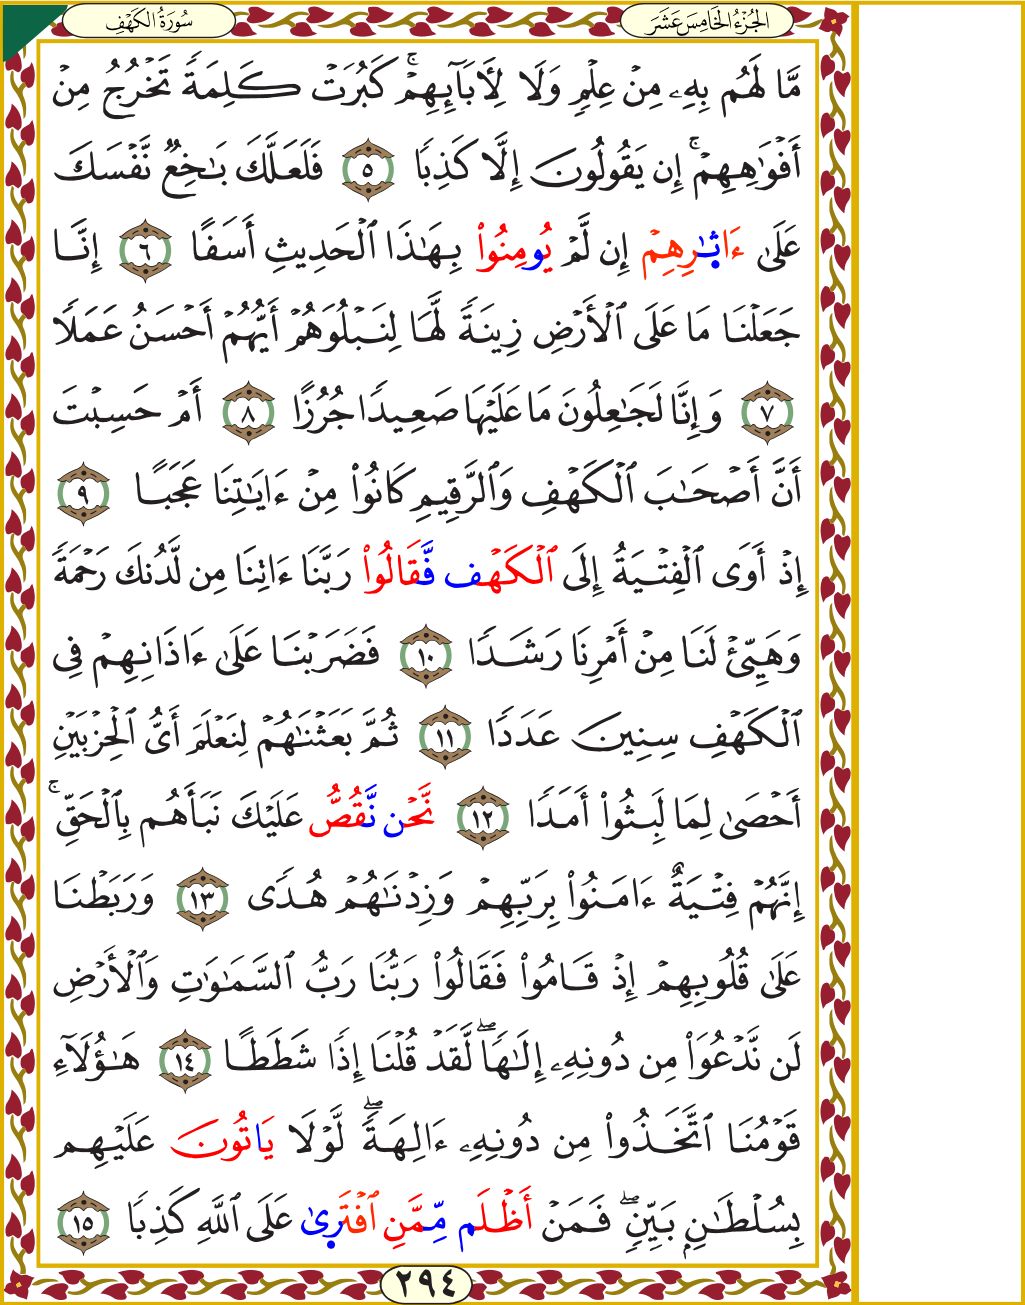 الجُزْءُ الخَامِسَ عَشَرَ
سُورَةُ الكَهْفِ
مَّا لَهُم بِهِۦ مِنْ عِلْمٍ وَلَا لِأٓبَآئِهِمْ ۚ كَبُرَتْ كَلِمَةً تَخْرُجُ مِنْ
أَفْوَٰهِهِمْ ۚ إِن يَقُولُونَ إِلَّا كَذِبًا ٥ فَلَعَلَّكَ بَٰخِعٌ نَّفْسَكَ
عَلَىٰ ءَاثَٰرِهِمْ إِن لَّمْ يُومِنُوا۟ بِهَٰذَا ٱلْحَدِيثِ أَسَفًا ٦ إِنَّا
جَعَلْنَا مَا عَلَى ٱلْأَرْضِ زِينَةً لَّهَا لِنَبْلُوَهُمْ أَيُّهُمْ أَحْسَنُ عَمَلًا
٧ وَإِنَّا لَجَٰعِلُونَ مَا عَلَيْهَا صَعِيدًا جُرُزًا ٨ أَمْ حَسِبْتَ
أَنَّ أَصْحَٰبَ ٱلْكَهْفِ وَٱلرَّقِيمِ كَانُوا۟ مِنْ ءَايَٰتِنَا عَجَبًا ٩
إِذْ أَوَى ٱلْفِتْيَةُ إِلَى ٱلْكَهْف فَّقَالُوا۟ رَبَّنَا ءَاتِنَا مِن لَّدُنكَ رَحْمَةً
وَهَيِّئْ لَنَا مِنْ أَمْرِنَا رَشَدًا ١٠ فَضَرَبْنَا عَلَىٰ ءَاذَانِهِمْ فِى
ٱلْكَهْفِ سِنِينَ عَدَدًا ١١ ثُمَّ بَعَثْنَٰهُمْ لِنَعْلَمَ أَىُّ ٱلْحِزْبَيْنِ
أَحْصَىٰ لِمَا لَبِثُوا۟ أَمَدًا ١٢ نَّحْن نَّقُصُّ عَلَيْكَ نَبَأَهُم بِٱلْحَقِّ ۚ
إِنَّهُمْ فِتْيَةٌ ءَامَنُوا۟ بِرَبِّهِمْ وَزِدْنَٰهُمْ هُدًى ١٣ وَرَبَطْنَا
عَلَىٰ قُلُوبِهِمْ إِذْ قَامُوا۟ فَقَالُوا۟ رَبُّنَا رَبُّ ٱلسَّمَٰوَٰتِ وَٱلْأَرْضِ
لَن نَّدْعُوَا۟ مِن دُونِهِۦٓ إِلَٰهًا ۖ لَّقَدْ قُلْنَا إِذًا شَطَطًا ١٤ هَٰؤُلَآءِ
قَوْمُنَا ٱتَّخَذُوا۟ مِن دُونِهِۦٓ ءَالِهَةً ۖ لَّوْلَا يَاتُونَ عَلَيْهِم
بِسُلْطَٰنٍۭ بَيِّنٍ ۖ فَمَنْ أَظْلَم مِّمَّنِ ٱفْتَرَىٰ عَلَى ٱللَّهِ كَذِبًا ١٥
٢٩٤